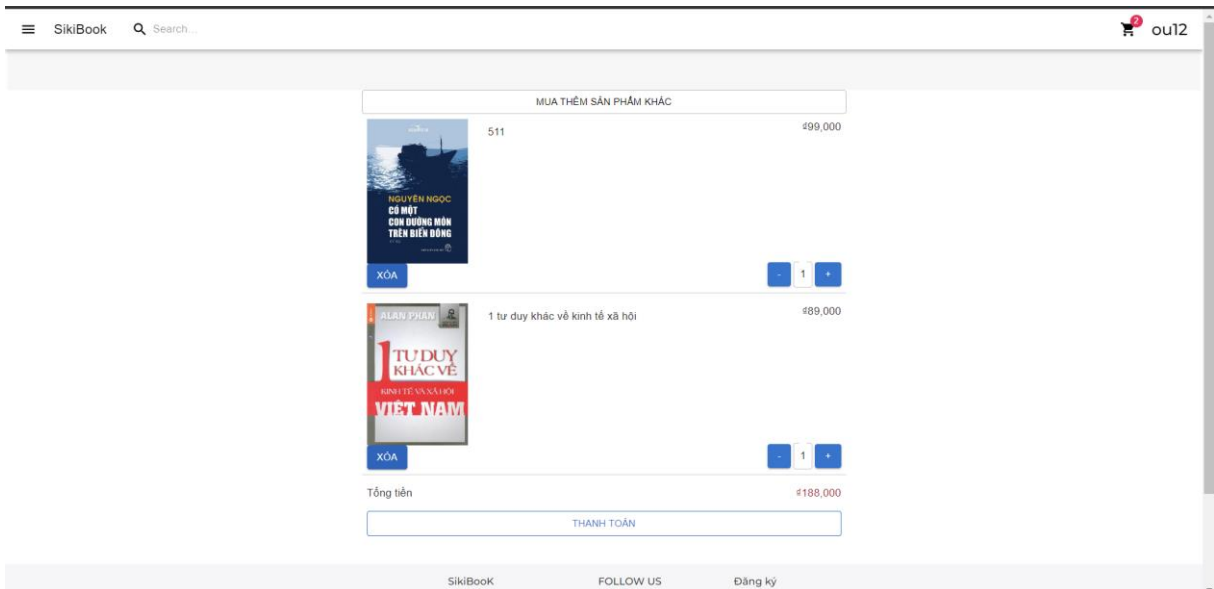 SikiBook
Search...
2
ou12
MUA THÊM SẢN PHẨM KHÁC
511
₫99,000
NGUYÊN NGỌC
CÓ MỘT
CON ĐƯỜNG MÒN
TRÊN BIỂN ĐÔNG
XÓA
- 1 +
ALAN PHAN
1 tư duy khác về kinh tế xã hội
₫89,000
1 TƯ DUY
KHÁC VỀ
KINH TẾ VÀ XÃ HỘI
VIỆT NAM
XÓA
- 1 +
Tổng tiền
₫188,000
THANH TOÁN
SikiBooK
FOLLOW US
Đăng ký